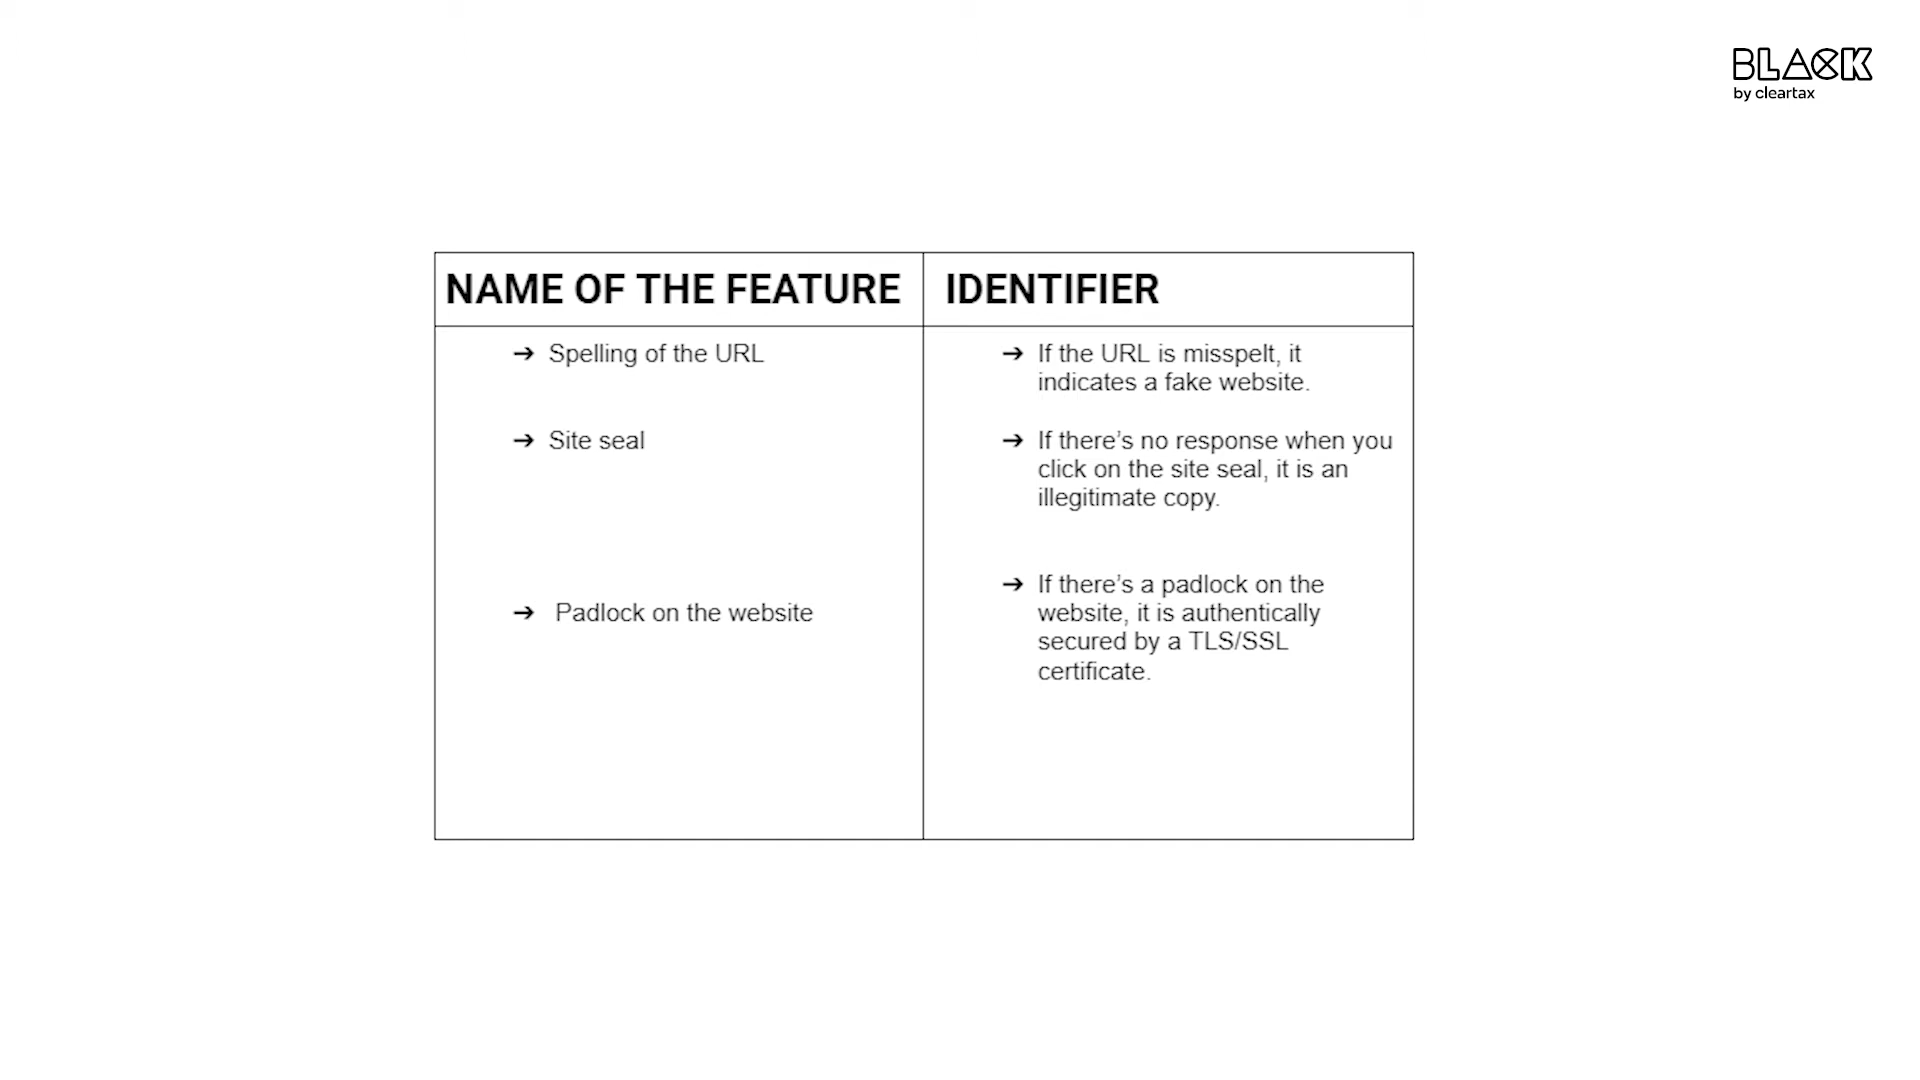 BLACK
by cleartax
NAME OF THE FEATURE
IDENTIFIER
➔ Spelling of the URL
➔ If the URL is misspelt, it
indicates a fake website.
➔ Site seal
➔ If there’s no response when you
click on the site seal, it is an
illegitimate copy.
➔ Padlock on the website
➔ If there’s a padlock on the
website, it is authentically
secured by a TLS/SSL
certificate.